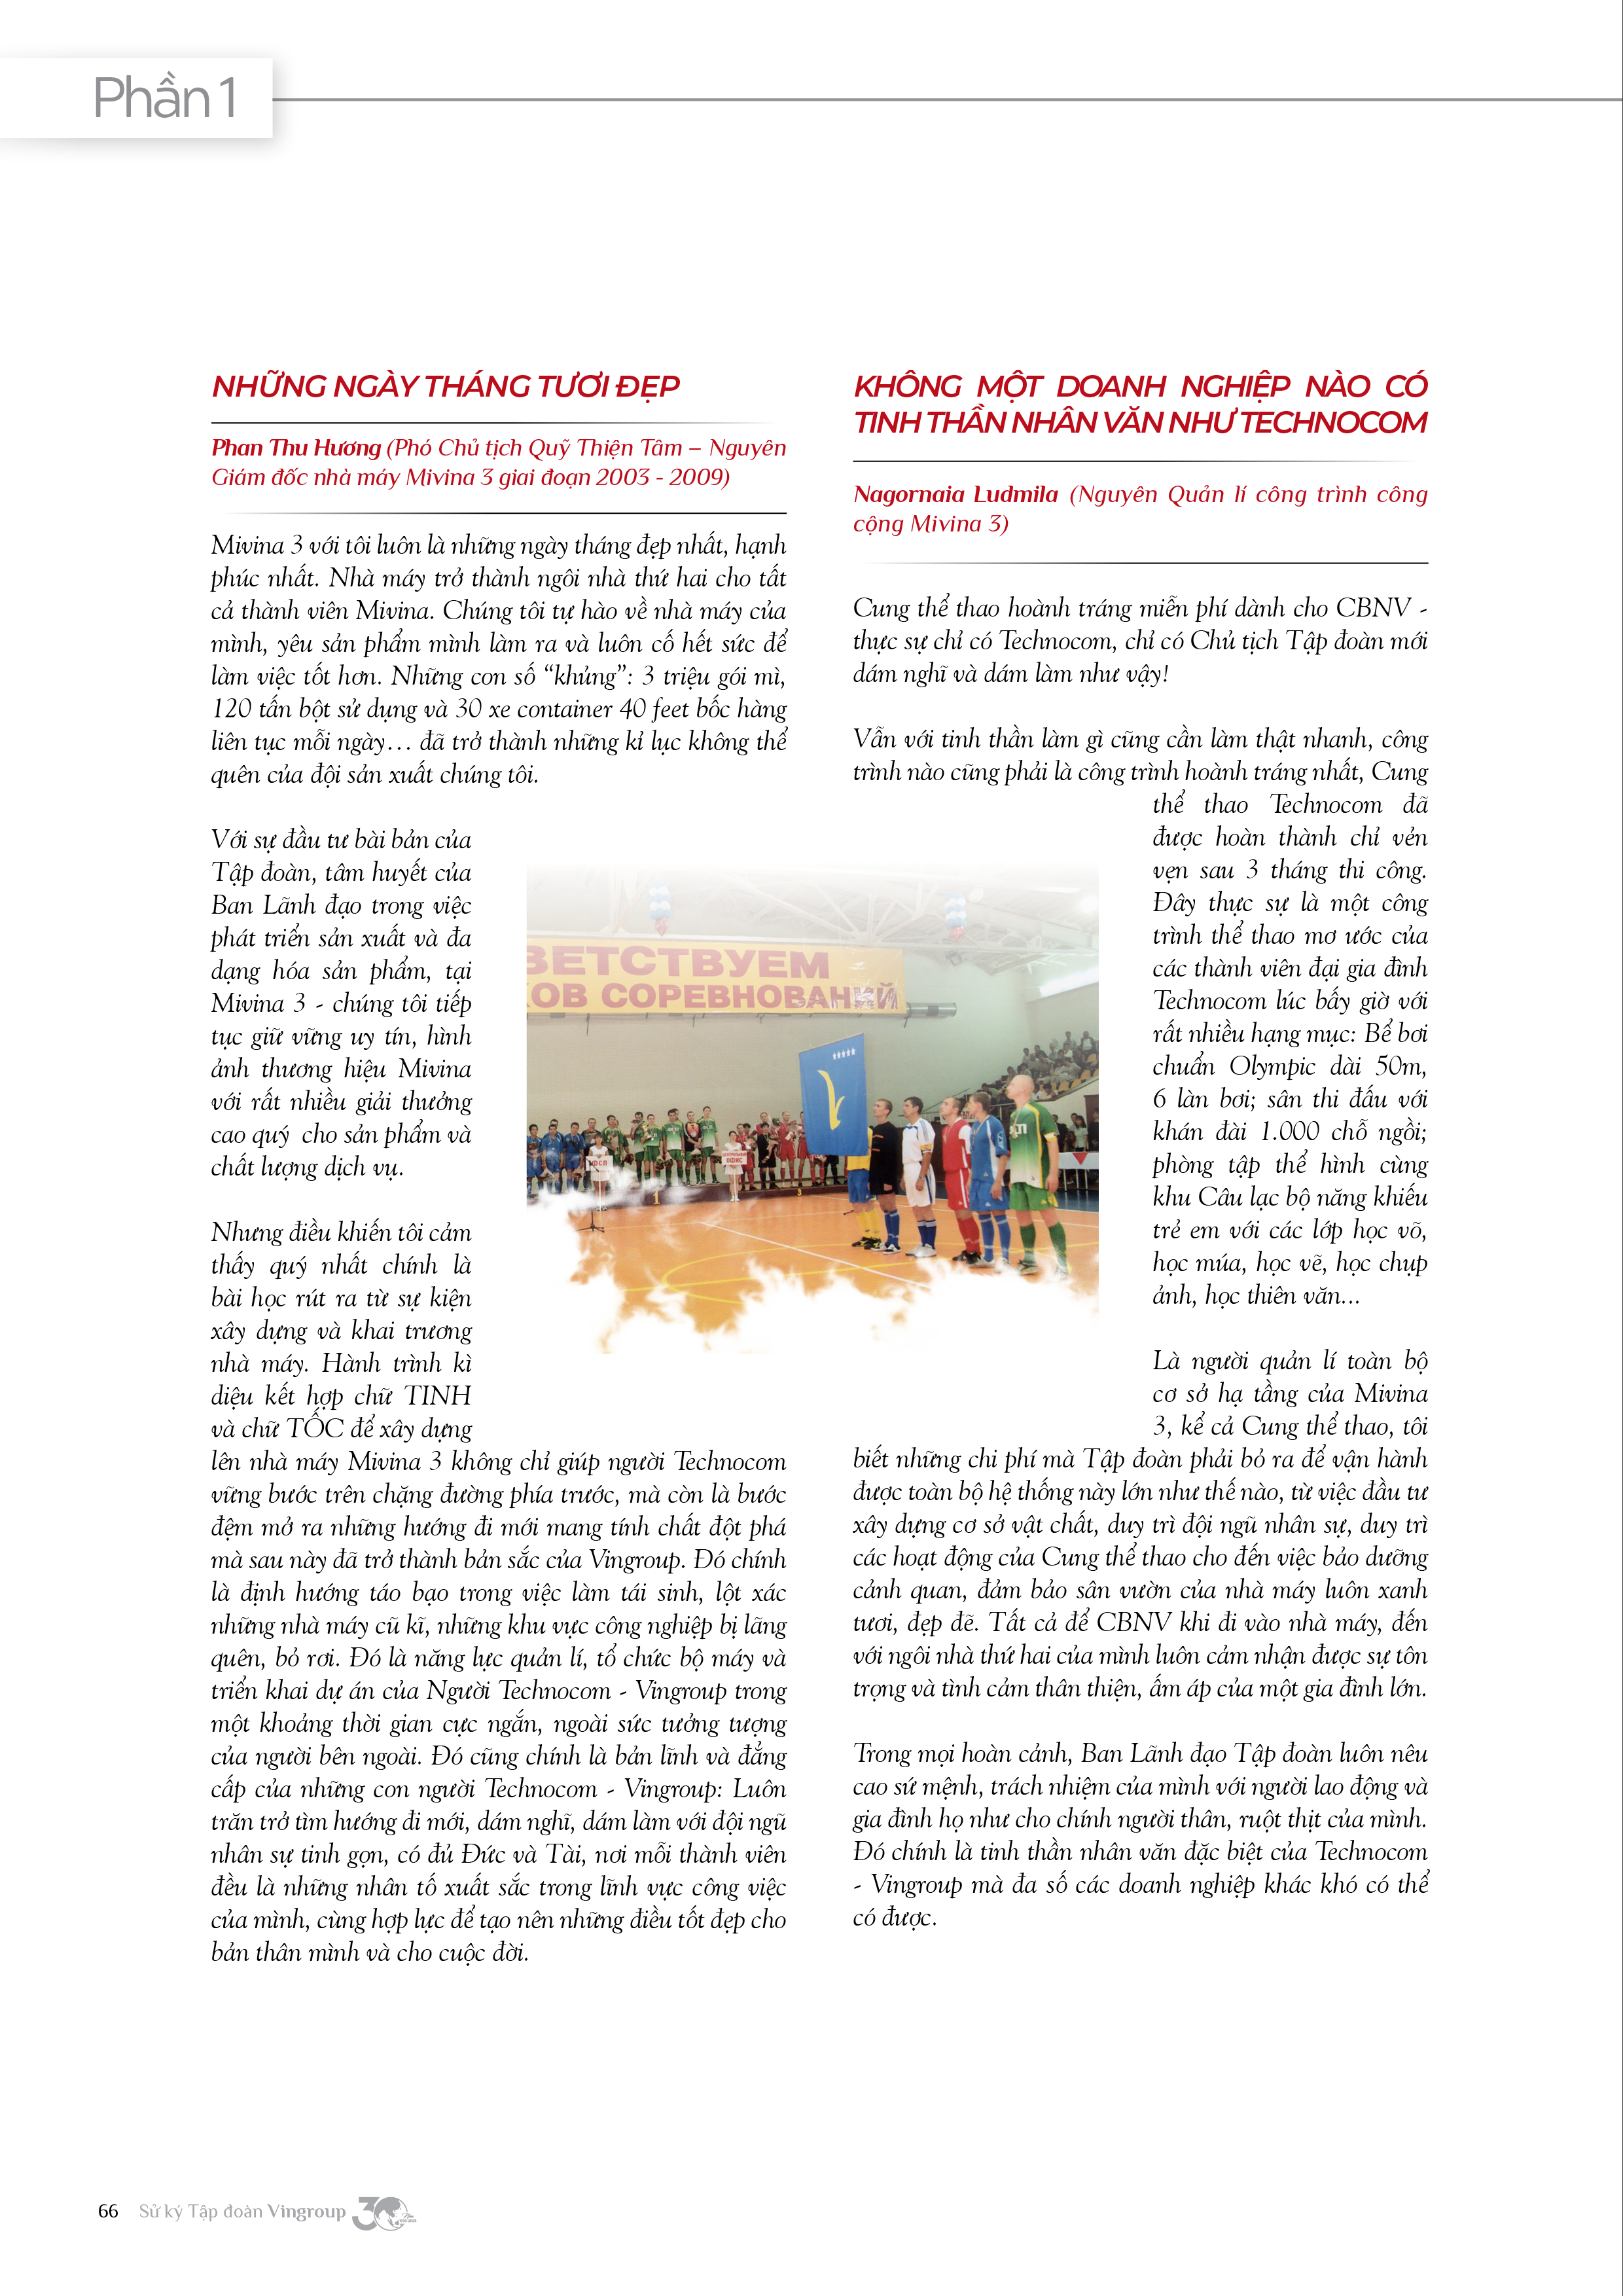 Phần 1
NHỮNG NGÀY THÁNG TƯƠI ĐẸP
Phan Thu Hương (Phó Chủ tịch Quỹ Thiện Tâm – Nguyên
Giám đốc nhà máy Mivina 3 giai đoạn 2003 - 2009)
Mivina 3 với tôi luôn là những ngày tháng đẹp nhất, hạnh
phúc nhất. Nhà máy trở thành ngôi nhà thứ hai cho tất
cả thành viên Mivina. Chúng tôi tự hào về nhà máy của
mình, yêu sản phẩm mình làm ra và luôn cố hết sức để
làm việc tốt hơn. Những con số “khủng”: 3 triệu gói mì,
120 tấn bột sử dụng và 30 xe container 40 feet bốc hàng
liên tục mỗi ngày… đã trở thành những kỉ lục không thể
quên của đội sản xuất chúng tôi.
Với sự đầu tư bài bản của
Tập đoàn, tâm huyết của
Ban Lãnh đạo trong việc
phát triển sản xuất và đa
dạng hóa sản phẩm, tại
Mivina 3 - chúng tôi tiếp
tục giữ vững uy tín, hình
ảnh thương hiệu Mivina
với rất nhiều giải thưởng
cao quý cho sản phẩm và
chất lượng dịch vụ.
Nhưng điều khiến tôi cảm
thấy quý nhất chính là
bài học rút ra từ sự kiện
xây dựng và khai trương
nhà máy. Hành trình kì
diệu kết hợp chữ TINH
và chữ TỐC để xây dựng
lên nhà máy Mivina 3 không chỉ giúp người Technocom
vững bước trên chặng đường phía trước, mà còn là bước
đệm mở ra những hướng đi mới mang tính chất đột phá
mà sau này đã trở thành bản sắc của Vingroup. Đó chính
là định hướng táo bạo trong việc làm tái sinh, lột xác
những nhà máy cũ kĩ, những khu vực công nghiệp bị lãng
quên, bỏ rơi. Đó là năng lực quản lí, tổ chức bộ máy và
triển khai dự án của Người Technocom - Vingroup trong
một khoảng thời gian cực ngắn, ngoài sức tưởng tượng
của người bên ngoài. Đó cũng chính là bản lĩnh và đẳng
cấp của những con người Technocom - Vingroup: Luôn
trăn trở tìm hướng đi mới, dám nghĩ, dám làm với đội ngũ
nhân sự tinh gọn, có đủ Đức và Tài, nơi mỗi thành viên
đều là những nhân tố xuất sắc trong lĩnh vực công việc
của mình, cùng hợp lực để tạo nên những điều tốt đẹp cho
bản thân mình và cho cuộc đời.
ВЕТСТВУЕМ
КОВ СОРЕВНОВАНИЙ
KHÔNG MỘT DOANH NGHIỆP NÀO CÓ
TINH THẦN NHÂN VĂN NHƯ TECHNOCOM
Nagornaia Ludmila (Nguyên Quản lí công trình công
cộng Mivina 3)
Cung thể thao hoành tráng miễn phí dành cho CBNV -
thực sự chỉ có Technocom, chỉ có Chủ tịch Tập đoàn mới
dám nghĩ và dám làm như vậy!
Vẫn với tinh thần làm gì cũng cần làm thật nhanh, công
trình nào cũng phải là công trình hoành tráng nhất, Cung
thể thao Technocom đã
được hoàn thành chỉ vẻn
vẹn sau 3 tháng thi công.
Đây thực sự là một công
trình thể thao mơ ước của
các thành viên đại gia đình
Technocom lúc bấy giờ với
rất nhiều hạng mục: Bể bơi
chuẩn Olympic dài 50m,
6 làn bơi; sân thi đấu với
khán đài 1.000 chỗ ngồi;
phòng tập thể hình cùng
khu Câu lạc bộ năng khiếu
trẻ em với các lớp học võ,
học múa, học vẽ, học chụp
ảnh, học thiên văn...
Là người quản lí toàn bộ
cơ sở hạ tầng của Mivina
3, kể cả Cung thể thao, tôi
biết những chi phí mà Tập đoàn phải bỏ ra để vận hành
được toàn bộ hệ thống này lớn như thế nào, từ việc đầu tư
xây dựng cơ sở vật chất, duy trì đội ngũ nhân sự, duy trì
các hoạt động của Cung thể thao cho đến việc bảo dưỡng
cảnh quan, đảm bảo sân vườn của nhà máy luôn xanh
tươi, đẹp đẽ. Tất cả để CBNV khi đi vào nhà máy, đến
với ngôi nhà thứ hai của mình luôn cảm nhận được sự tôn
trọng và tình cảm thân thiện, ấm áp của một gia đình lớn.
Trong mọi hoàn cảnh, Ban Lãnh đạo Tập đoàn luôn nêu
cao sứ mệnh, trách nhiệm của mình với người lao động và
gia đình họ như cho chính người thân, ruột thịt của mình.
Đó chính là tinh thần nhân văn đặc biệt của Technocom
- Vingroup mà đa số các doanh nghiệp khác khó có thể
có được.
66 Sử ký Tập đoàn Vingroup 30